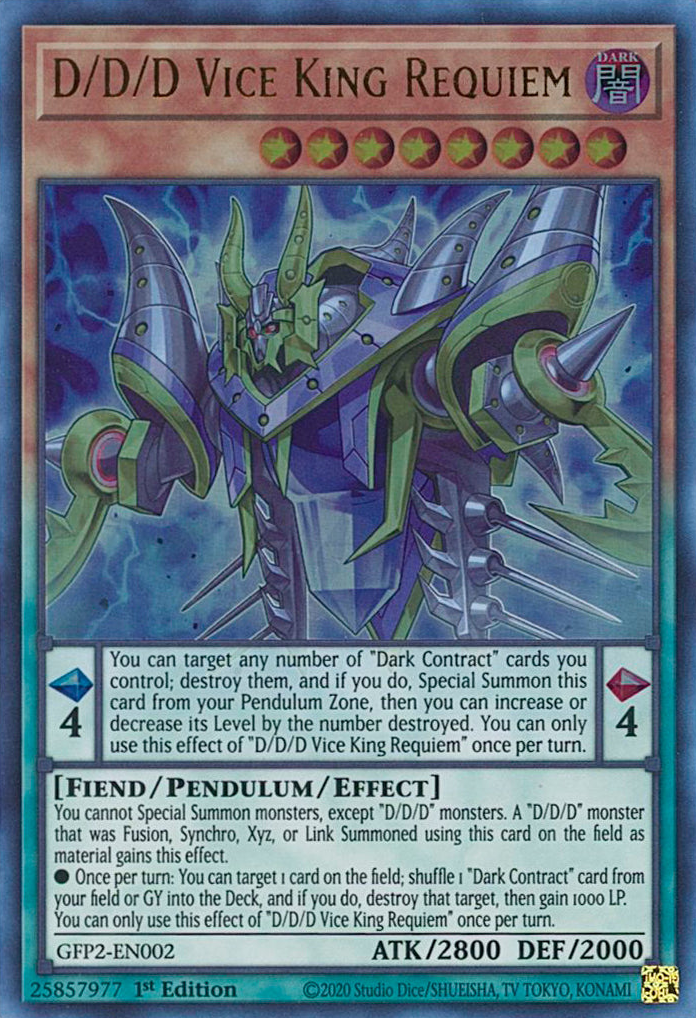 D/D/D VICE KING REQUIEM
DARK
闇
You can target any number of "Dark Contract" cards you
control; destroy them, and if you do, Special Summon this
card from your Pendulum Zone, then you can increase or
decrease its Level by the number destroyed. You can only
use this effect of "D/D/D Vice King Requiem" once per turn.
4
4
[FIEND/PENDULUM/EFFECT]
You cannot Special Summon monsters, except "D/D/D" monsters. A "D/D/D" monster
that was Fusion, Synchro, Xyz, or Link Summoned using this card on the field as
material gains this effect.
● Once per turn: You can target 1 card on the field; shuffle 1 "Dark Contract" card from
your field or GY into the Deck, and if you do, destroy that target, then gain 1000 LP.
You can only use this effect of "D/D/D Vice King Requiem" once per turn.
GFP2-EN002
ATK/2800 DEF/2000
25857977 1st Edition
©2020 Studio Dice/SHUEISHA, TV TOKYO, KONAMI